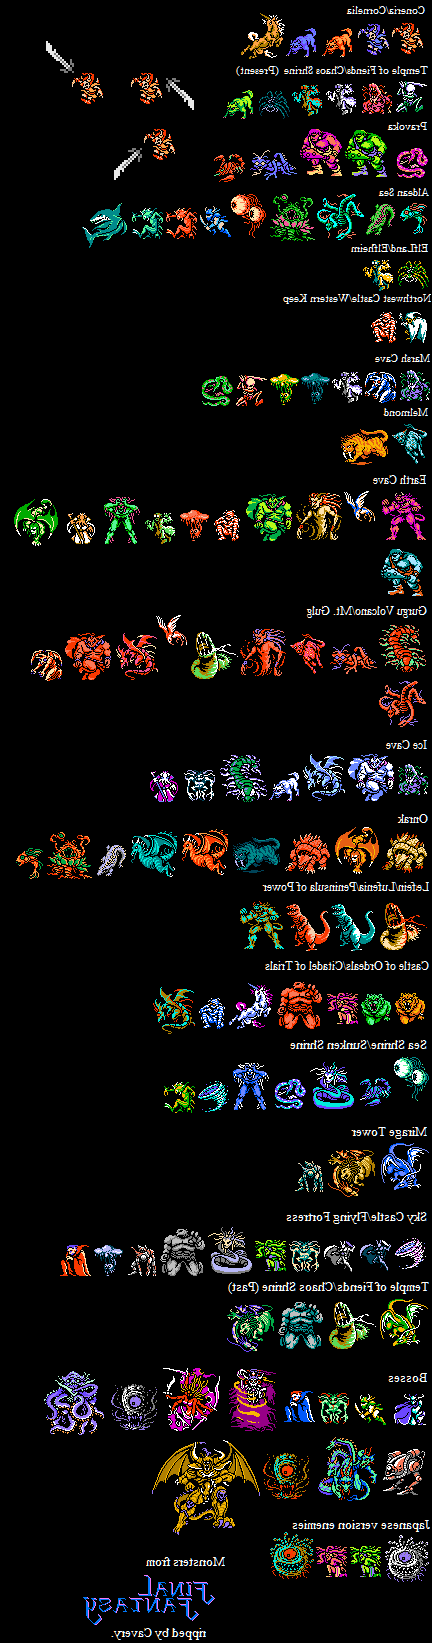 Coneria/Cornelia
Temple of Fiends/Chaos Shrine (Present)
Pravoka
Aldean Sea
ElfLand/Elfheim
Northwest Castle/Western Keep
Marsh Cave
Melmond
Earth Cave
Gurgu Volcano/Mt. Gulg
Ice Cave
Onrak
Leifein/Lufenia/Peninsula of Power
Castle of Ordeals/Citadel of Trials
Sea Shrine/Sunken Shrine
Mirage Tower
Sky Castle/Flying Fortress
Temple of Fiends/Chaos Shrine (Past)
Bosses
Japanese version enemies
Monsters from
FINAL
FANTASY
ripped by Cavery.